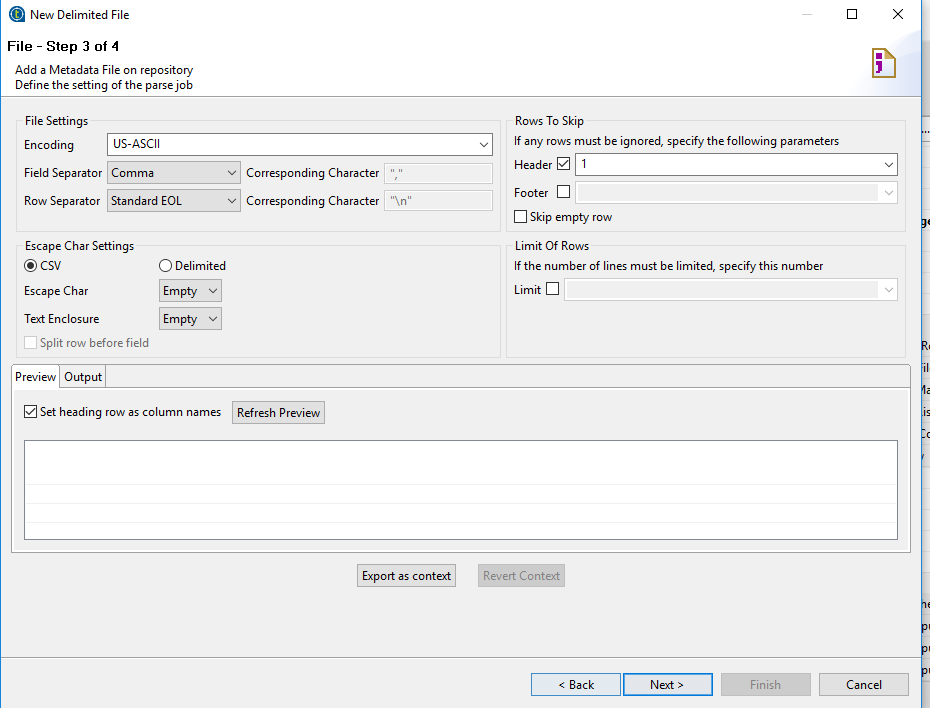 New Delimited File
File - Step 3 of 4
Add a Metadata File on repository
Define the setting of the parse job
File Settings
Encoding US-ASCII
Field Separator Comma Corresponding Character ","
Row Separator Standard EOL Corresponding Character "\n"
Rows To Skip
If any rows must be ignored, specify the following parameters
Header 1
Footer
Skip empty row
Escape Char Settings
CSV Delimited
Escape Char Empty
Text Enclosure Empty
Split row before field
Limit Of Rows
If the number of lines must be limited, specify this number
Limit
Preview Output
Set heading row as column names Refresh Preview
Export as context Revert Context
< Back Next > Finish Cancel